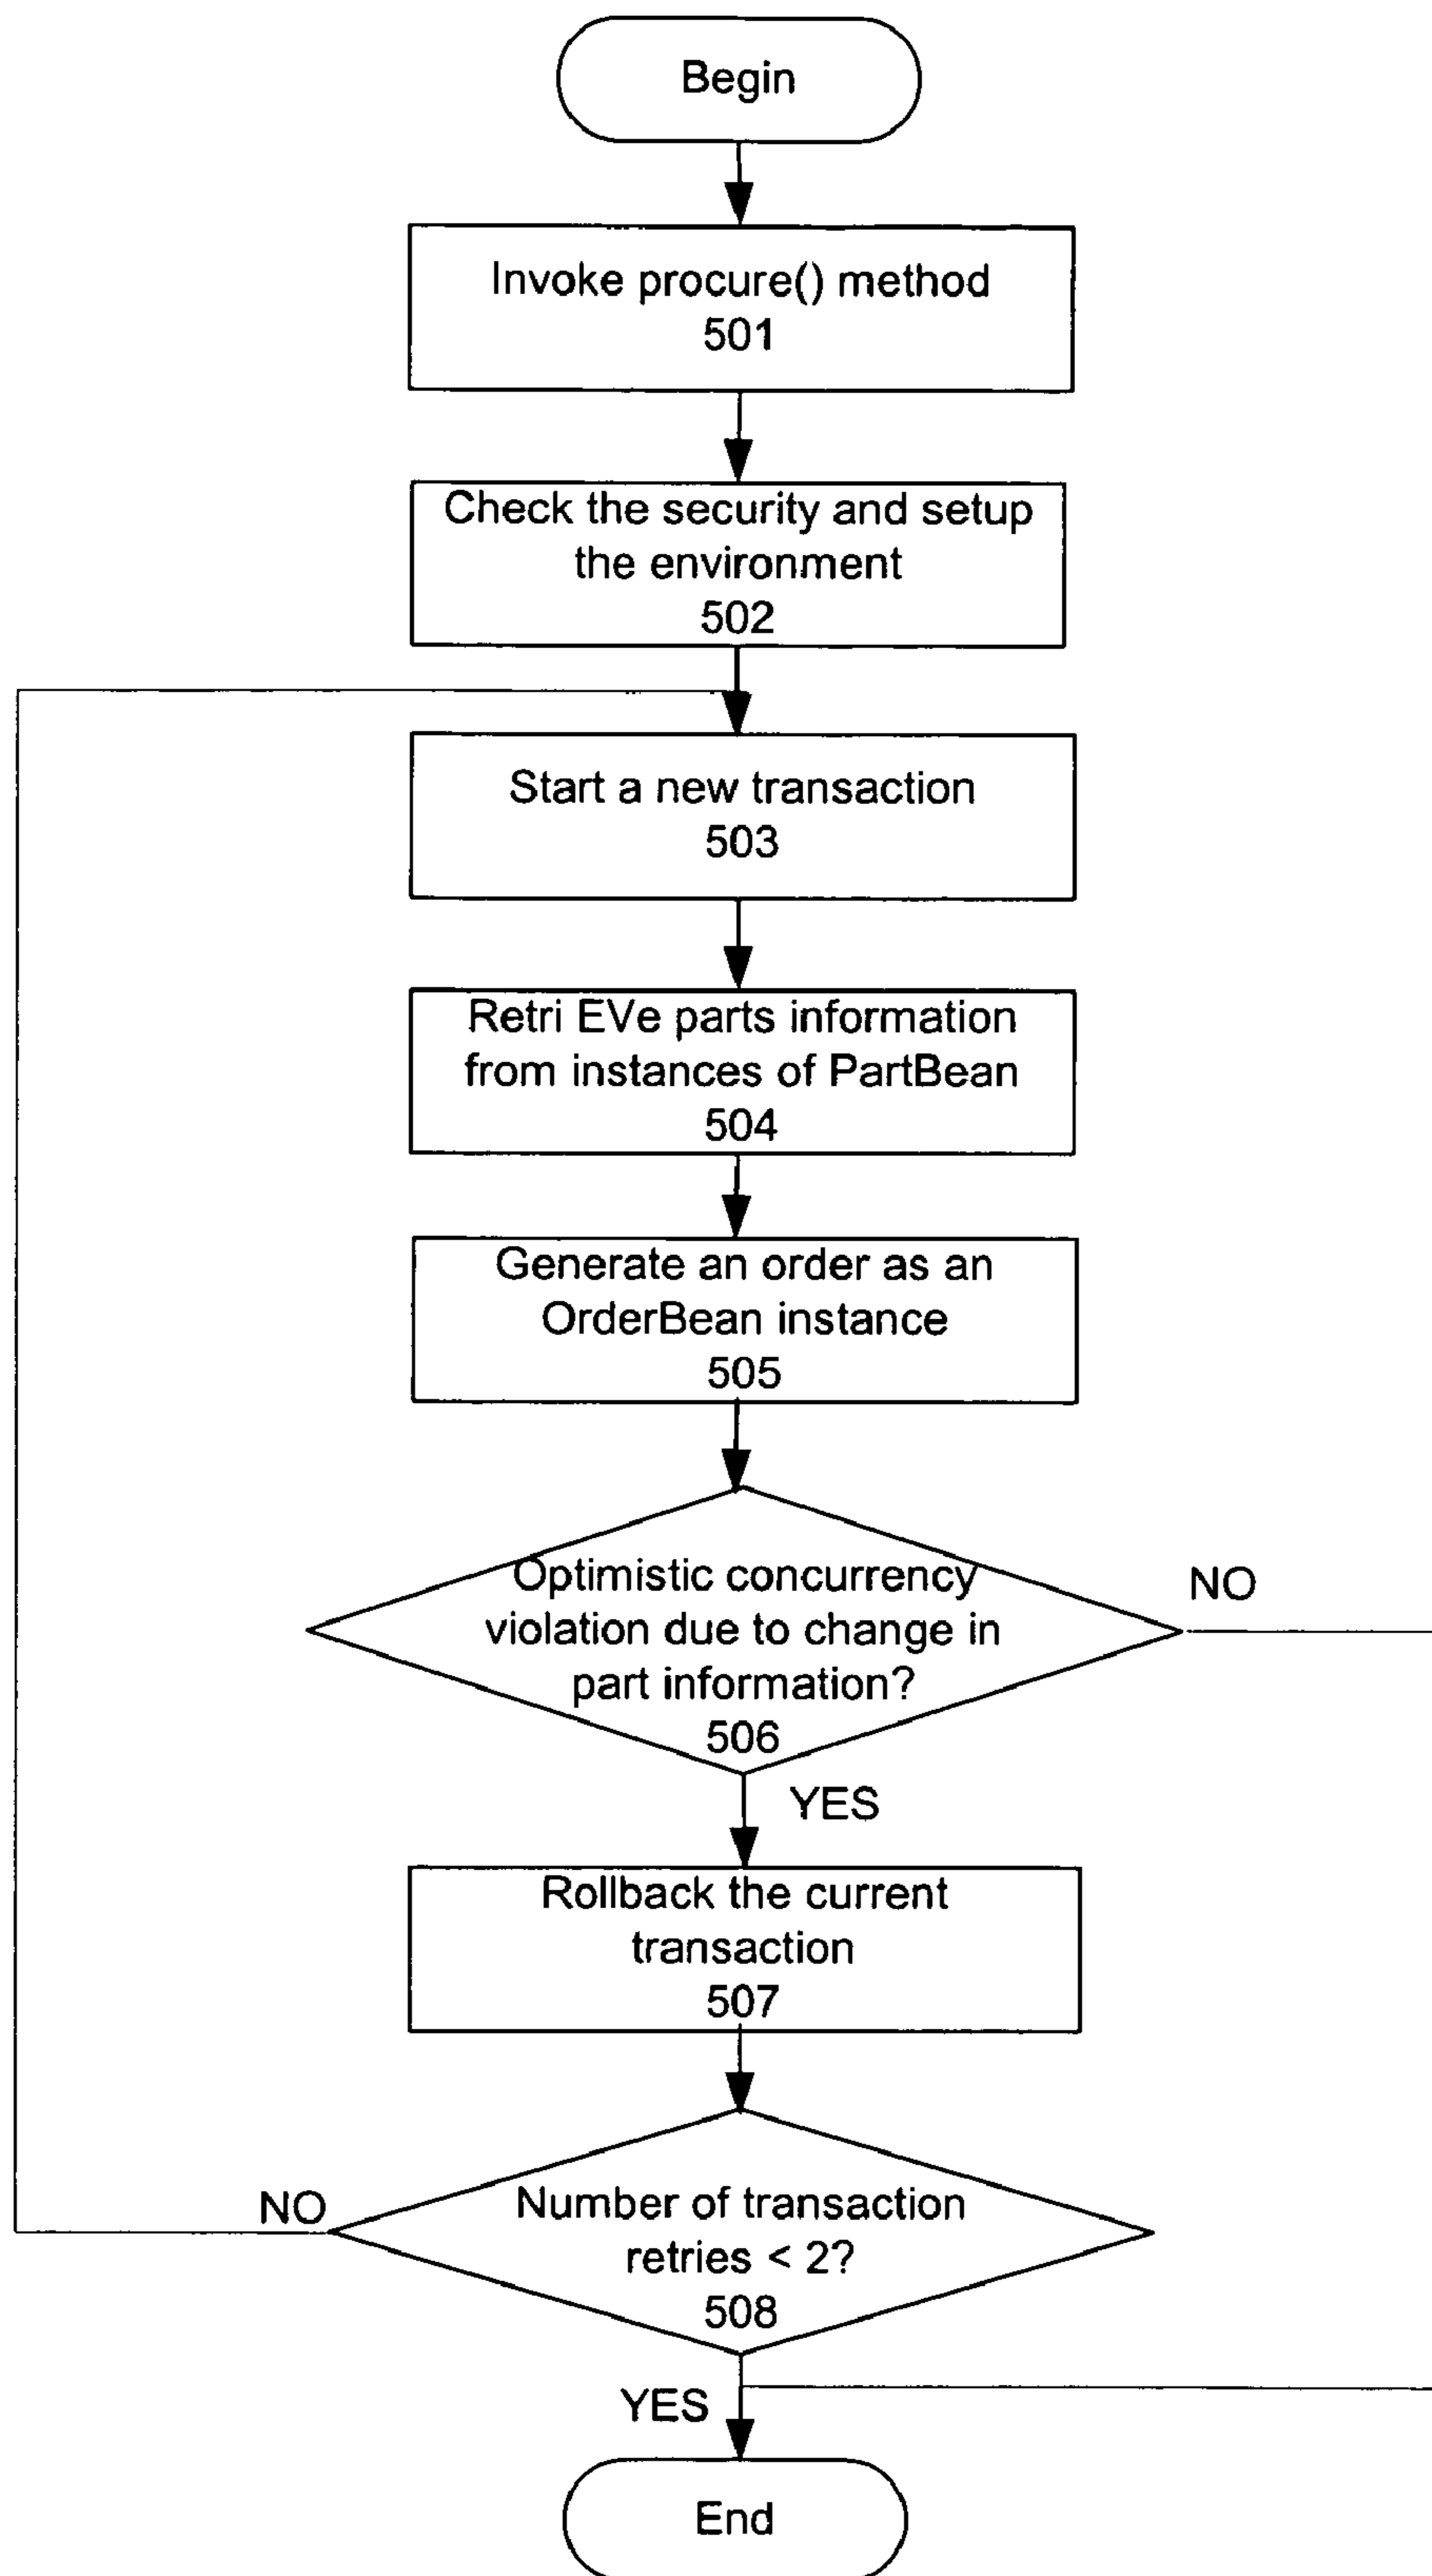 Begin
Invoke procure() method
501
Check the security and setup
the environment
502
Start a new transaction
503
Retri EVe parts information
from instances of PartBean
504
Generate an order as an
OrderBean instance
505
Optimistic concurrency
violation due to change in
part information?
506
NO
YES
Rollback the current
transaction
507
NO
Number of transaction
retries < 2?
508
YES
End